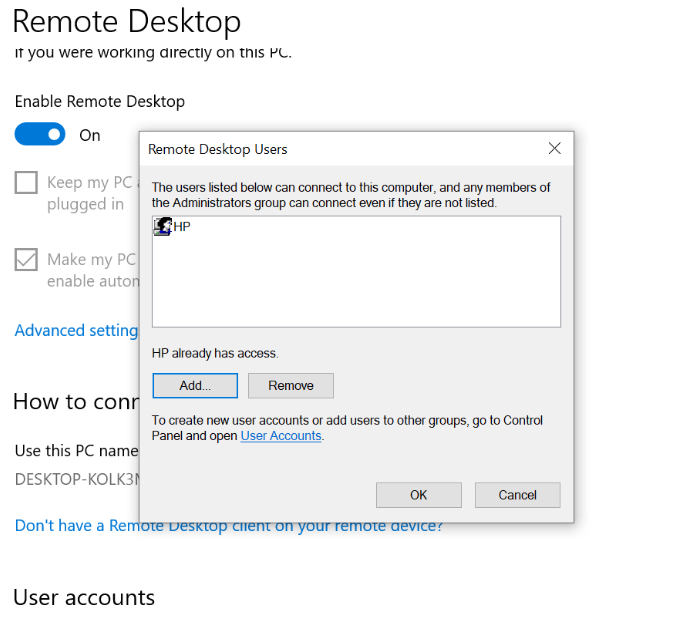 Remote Desktop
if you were working directly on this PC.
Enable Remote Desktop
On
Keep my PC
plugged in
Make my PC
enable
Advanced
How to
Use this PC name
Don't have a Remote Desktop client on your remote device?
User accounts
Remote Desktop Users
The users listed below can connect to this computer, and any members of
the Administrators group can connect even if they are not listed.
HP
HP already has access.
Add...
Remove
To create new user accounts or add users to other groups, go to Control
Panel and open User Accounts.
OK
Cancel